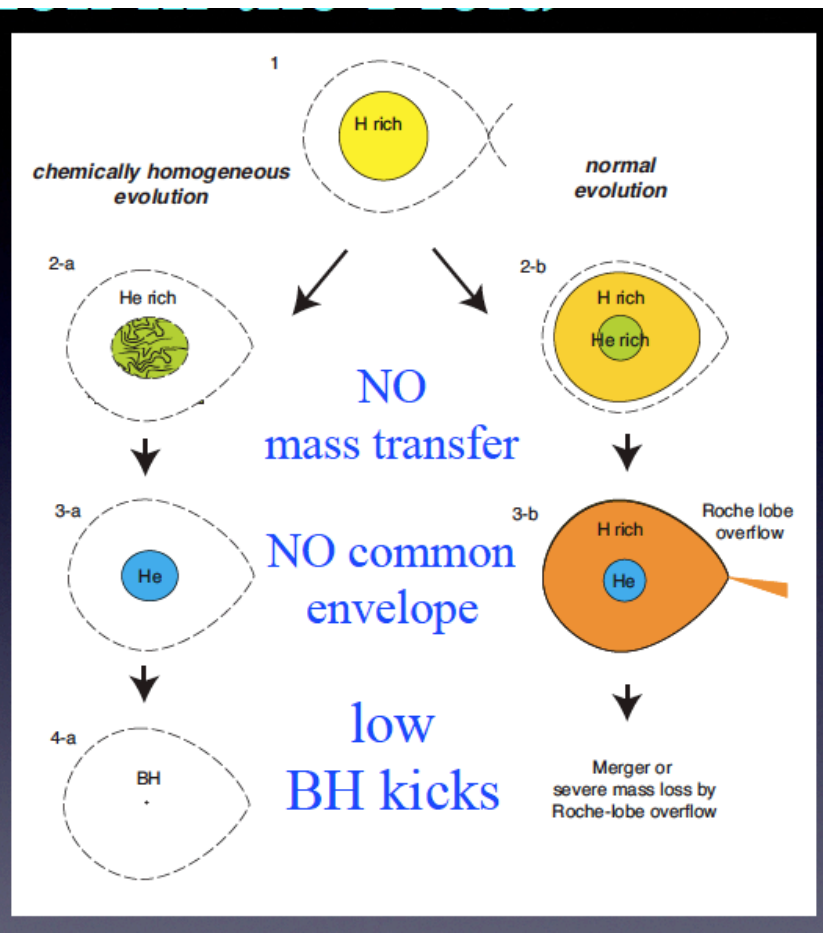 1
H rich
chemically homogeneous
evolution
normal
evolution
2-a
He rich
2-b
H rich
He rich
NO
mass transfer
3-a
He
NO common
envelope
3-b
H rich
He
Roche lobe
overflow
4-a
BH
low
BH kicks
Merger or
severe mass loss by
Roche-lobe overflow